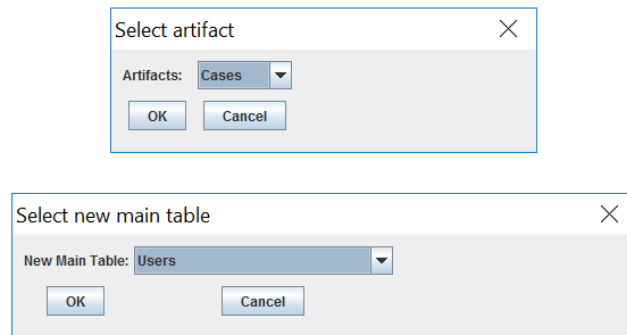 Select artifact
Artifacts: Cases
OK Cancel
Select new main table
New Main Table: Users
OK Cancel